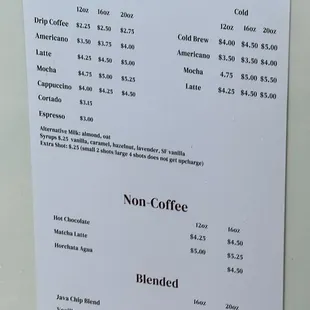 12oz 16oz 20oz
Drip Coffee $2.25 $2.50 $2.75
Americano $3.50 $3.75 $4.00
Latte $4.25 $4.50 $5.00
Mocha $4.75 $5.00 $5.25
Cappuccino $4.00 $4.25 $4.50
Cortado $3.15
Espresso $3.00
Cold
12oz 16oz 20oz
Cold Brew $4.00 $4.50 $5.00
Americano $3.50 $3.50 $4.00
Mocha 4.75 $5.00 $5.50
Latte $4.25 $4.50 $5.00
Alternative Milk: almond, oat
Syrups $.25 vanilla, caramel, hazelnut, lavender, SF vanilla
Extra Shot: $.25 (small 2 shots large 4 shots does not get upcharge)
Non-Coffee
12oz 16oz
Hot Chocolate $4.25 $4.50
Matcha Latte $5.00 $5.25
Horchata Agua $4.50
Blended
16oz 20oz
Java Chip Blend